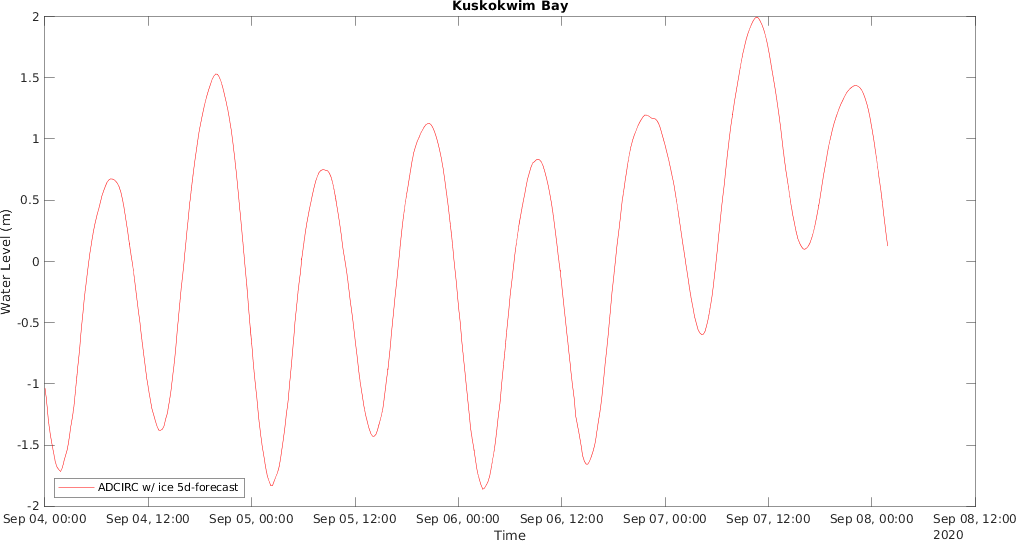 Kuskokwim Bay
Water Level (m)
2
1.5
1
0.5
0
-0.5
-1
-1.5
-2
ADCIRC w/ ice 5d-forecast
Sep 04, 00:00
Sep 04, 12:00
Sep 05, 00:00
Sep 05, 12:00
Sep 06, 00:00
Sep 06, 12:00
Sep 07, 00:00
Sep 07, 12:00
Sep 08, 00:00
Sep 08, 12:00
Time
2020